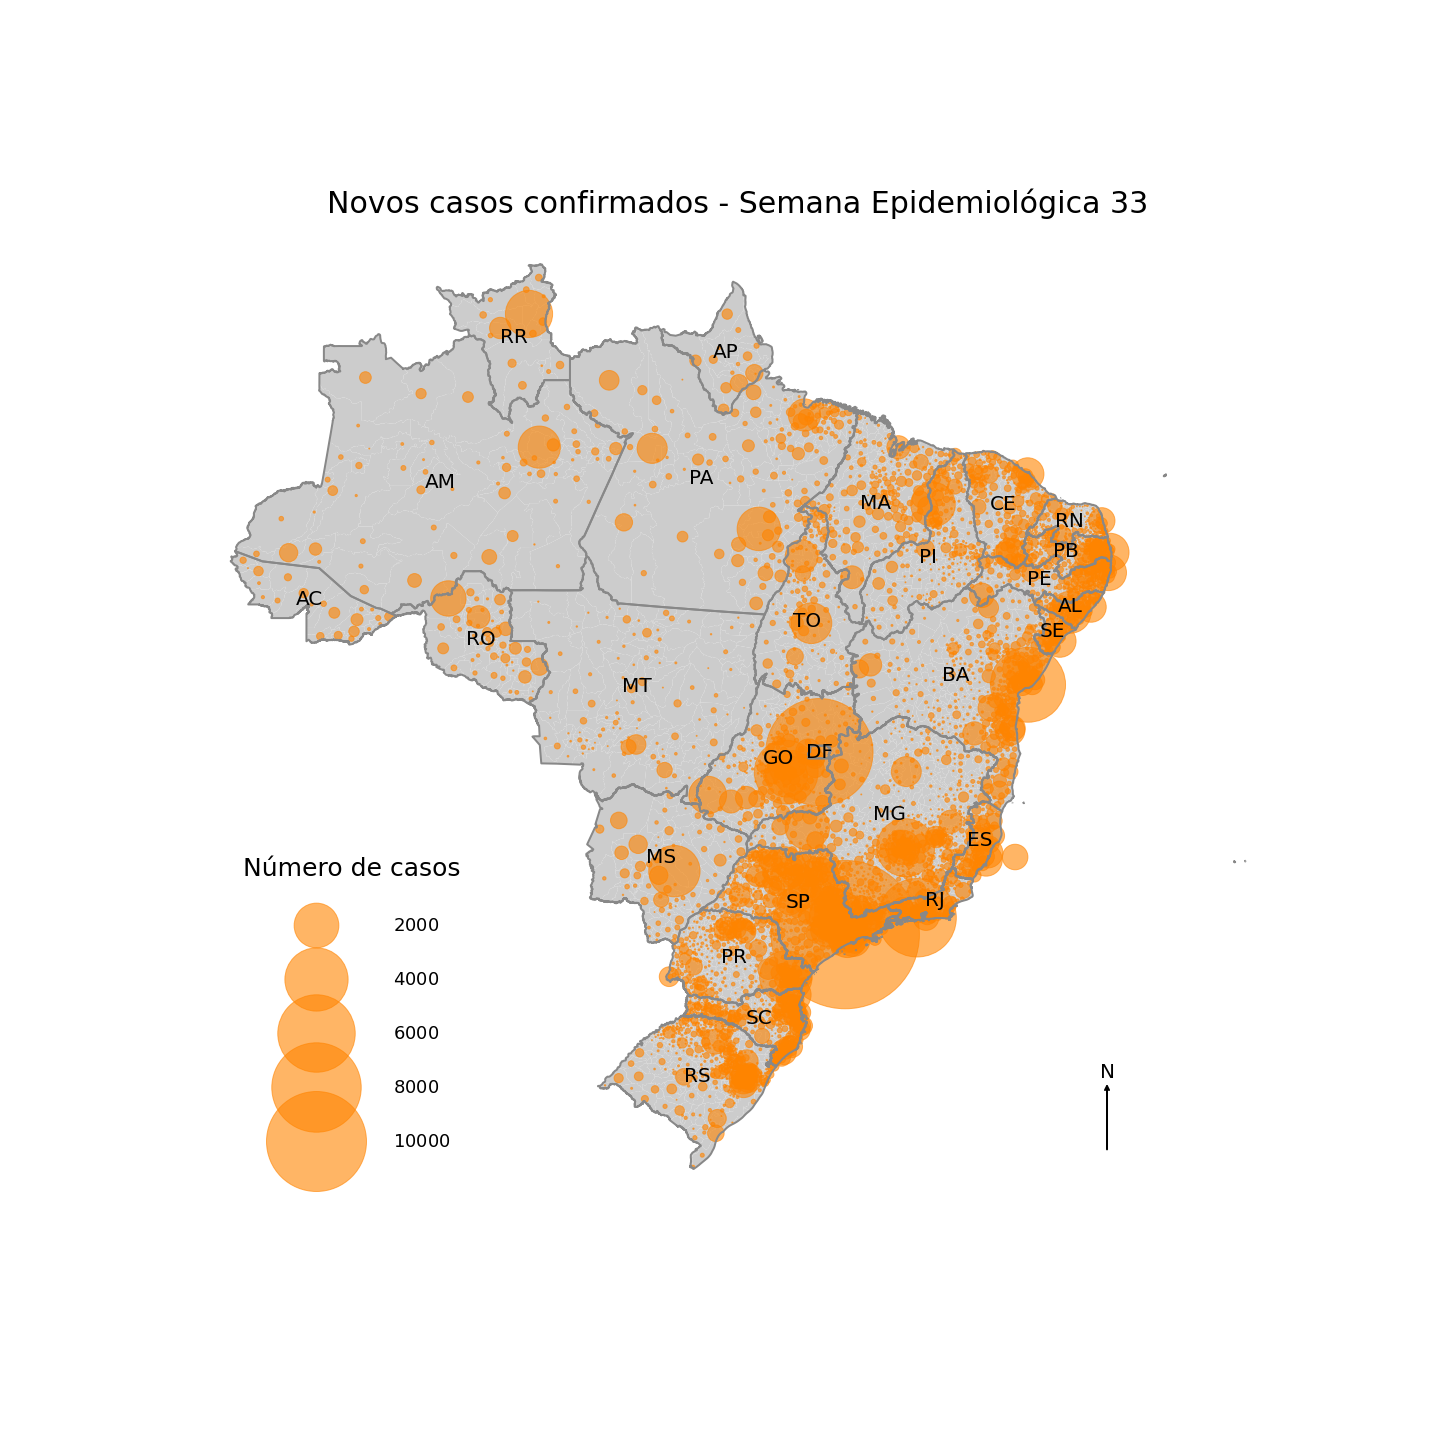 Novos casos confirmados - Semana Epidemiológica 33
RR
AP
AM
PA
MA
CE
RN
PB
PI
PE
AC
AL
TO
SE
RO
BA
MT
DF
GO
MG
ES
MS
SP
RJ
PR
SC
RS
Número de casos
2000
4000
6000
8000
10000
N